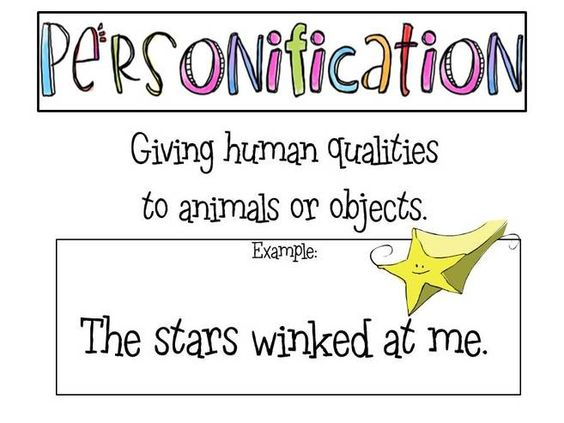 PERSONification
Giving human qualities
to animals or objects.
Example:
The stars winked at me.